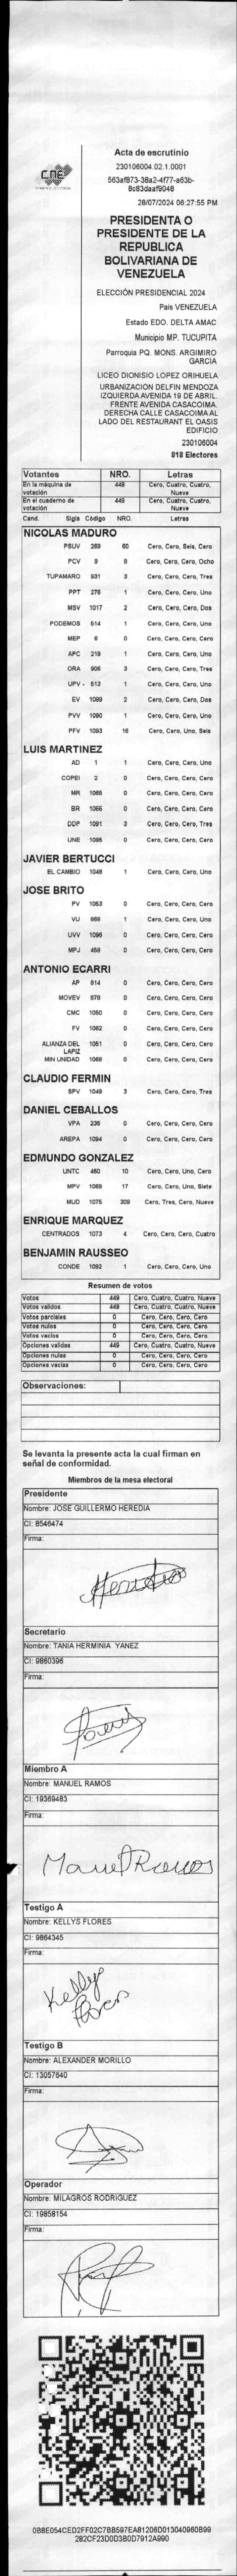 CNE
Acta de escrutinio
230106004.02.1.0001
563af873-38a2-4f77-a63b-
8c83daaf9048
28/07/2024 06:27:55 PM
PRESIDENTA O
PRESIDENTE DE LA
REPUBLICA
BOLIVARIANA DE
VENEZUELA
ELECCIÓN PRESIDENCIAL 2024
Pais VENEZUELA
Estado EDO. DELTA AMAC
Municipio MP. TUCUPITA
Parroquia PQ. MONS. ARGIMIRO
GARCIA
LICEO DIONISIO LOPEZ ORIHUELA
URBANIZACION DELFIN MENDOZA
IZQUIERDA AVENIDA 19 DE ABRIL.
FRENTE AVENIDA CASACOIMA.
DERECHA CALLE CASACOIMA AL
LADO DEL RESTAURANT EL OASIS
EDIFICIO
230106004
818 Electores
Votantes NRO. Letras
En la máquina de votación 449 Cero, Cuatro, Cuatro, Nueve
En el cuaderno de votación 449 Cero, Cuatro, Cuatro, Nueve
Cand. Sigla Código NRO. Letras
NICOLAS MADURO
PSUV 269 60 Cero, Cero, Seis, Cero
PCV 9 8 Cero, Cero, Cero, Ocho
TUPAMARO 931 3 Cero, Cero, Cero, Tres
PPT 276 1 Cero, Cero, Cero, Uno
MSV 1017 2 Cero, Cero, Cero, Dos
PODEMOS 514 1 Cero, Cero, Cero, Uno
MEP 6 0 Cero, Cero, Cero, Cero
APC 219 1 Cero, Cero, Cero, Uno
ORA 906 3 Cero, Cero, Cero, Tres
UPV 613 1 Cero, Cero, Cero, Uno
EV 1089 2 Cero, Cero, Cero, Dos
PVV 1090 1 Cero, Cero, Cero, Uno
PFV 1093 16 Cero, Cero, Uno, Seis
LUIS MARTINEZ
AD 1 1 Cero, Cero, Cero, Uno
COPEI 2 0 Cero, Cero, Cero, Cero
MR 1065 0 Cero, Cero, Cero, Cero
BR 1066 0 Cero, Cero, Cero, Cero
DDP 1091 3 Cero, Cero, Cero, Tres
UNE 1095 0 Cero, Cero, Cero, Cero
JAVIER BERTUCCI
EL CAMBIO 1048 1 Cero, Cero, Cero, Uno
JOSE BRITO
PV 1053 0 Cero, Cero, Cero, Cero
VU 868 1 Cero, Cero, Cero, Uno
UVV 1096 0 Cero, Cero, Cero, Cero
MPJ 458 0 Cero, Cero, Cero, Cero
ANTONIO ECARRI
AP 914 0 Cero, Cero, Cero, Cero
MOVEV 678 0 Cero, Cero, Cero, Cero
CMC 1050 0 Cero, Cero, Cero, Cero
FV 1062 0 Cero, Cero, Cero, Cero
ALIANZA DEL LAPIZ 1051 0 Cero, Cero, Cero, Cero
MIN UNIDAD 1068 0 Cero, Cero, Cero, Cero
CLAUDIO FERMIN
SPV 1049 3 Cero, Cero, Cero, Tres
DANIEL CEBALLOS
VPA 236 0 Cero, Cero, Cero, Cero
AREPA 1094 0 Cero, Cero, Cero, Cero
EDMUNDO GONZALEZ
UNTC 460 10 Cero, Cero, Uno, Cero
MPV 1069 17 Cero, Cero, Uno, Siete
MUD 1075 309 Cero, Tres, Cero, Nueve
ENRIQUE MARQUEZ
CENTRADOS 1073 4 Cero, Cero, Cero, Cuatro
BENJAMIN RAUSSEO
CONDE 1092 1 Cero, Cero, Cero, Uno
Resumen de votos
Votos 449 Cero, Cuatro, Cuatro, Nueve
Votos validos 449 Cero, Cuatro, Cuatro, Nueve
Votos parciales 0 Cero, Cero, Cero, Cero
Votos nulos 0 Cero, Cero, Cero, Cero
Votos vacios 0 Cero, Cero, Cero, Cero
Opciones validas 449 Cero, Cuatro, Cuatro, Nueve
Opciones nulas 0 Cero, Cero, Cero, Cero
Opciones vacias 0 Cero, Cero, Cero, Cero
Observaciones:
Se levanta la presente acta la cual firman en
señal de conformidad.
Miembros de la mesa electoral
Presidente
Nombre: JOSE GUILLERMO HEREDIA
CI: 8546474
Firma:
Secretario
Nombre: TANIA HERMINIA YANEZ
CI: 9860396
Firma:
Miembro A
Nombre: MANUEL RAMOS
CI: 19369483
Firma:
Manuel Ramos
Testigo A
Nombre: KELLYS FLORES
CI: 9864345
Firma:
Kelly
flores
Testigo B
Nombre: ALEXANDER MORILLO
CI: 13057640
Firma:
Operador
Nombre: MILAGROS RODRIGUEZ
CI: 19858154
Firma:
0B8E054CED2FF02C7BB597EA81206D013040960B99
282CF23D0D3B0D7912A990